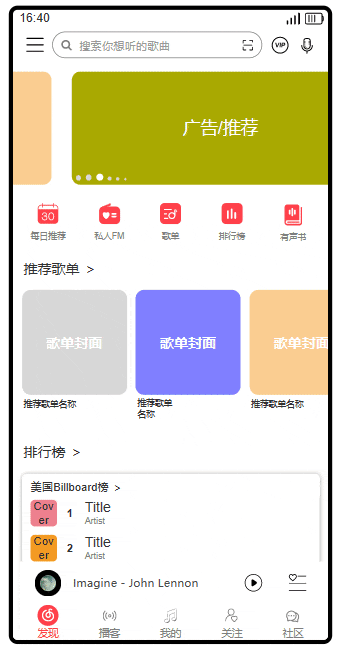 16:40
搜索你想听的歌曲
VIP
广告/推荐
30
每日推荐 私人FM 歌单 排行榜 有声书
推荐歌单 >
歌单封面 歌单封面 歌单封面
推荐歌单名称 推荐歌单名称 推荐歌单名称
排行榜 >
美国Billboard榜 >
Cover 1 Title
Artist
Cover 2 Title
Artist
Imagine - John Lennon
发现 播客 我的 关注 社区